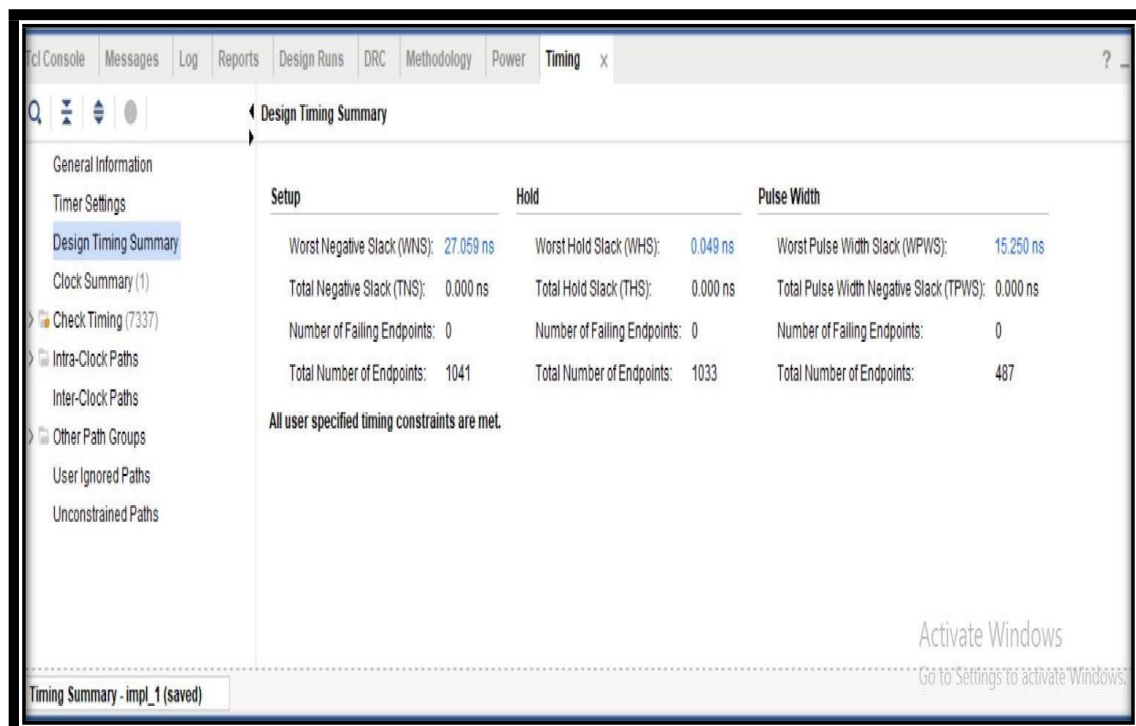 Tcl Console Messages Log Reports Design Runs DRC Methodology Power Timing
Design Timing Summary
General Information
Timer Settings
Design Timing Summary
Clock Summary (1)
Check Timing (7337)
Intra-Clock Paths
Inter-Clock Paths
Other Path Groups
User Ignored Paths
Unconstrained Paths
Setup Hold Pulse Width
Worst Negative Slack (WNS): 27.059 ns Worst Hold Slack (WHS): 0.049 ns Worst Pulse Width Slack (WPWS): 15.250 ns
Total Negative Slack (TNS): 0.000 ns Total Hold Slack (THS): 0.000 ns Total Pulse Width Negative Slack (TPWS): 0.000 ns
Number of Failing Endpoints: 0 Number of Failing Endpoints: 0 Number of Failing Endpoints: 0
Total Number of Endpoints: 1041 Total Number of Endpoints: 1033 Total Number of Endpoints: 487
All user specified timing constraints are met.
Activate Windows
Go to Settings to activate Windows.
Timing Summary - impl_1 (saved)